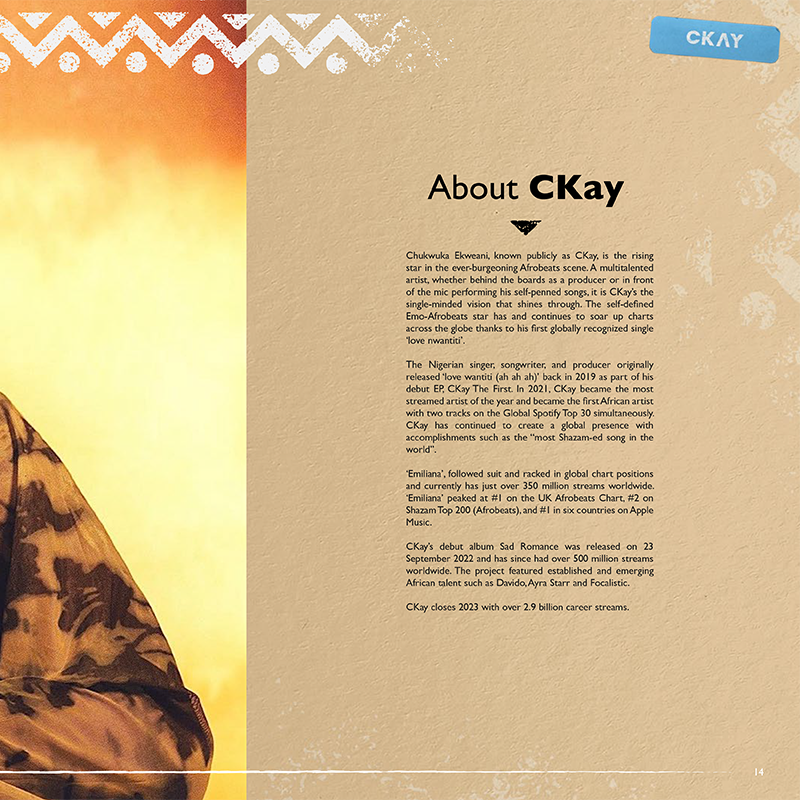 CKAY
About CKay
Chukwuka Ekweani, known publicly as CKay, is the rising
star in the ever-burgeoning Afrobeats scene. A multitalented
artist, whether behind the boards as a producer or in front
of the mic performing his self-penned songs, it is CKay's the
single-minded vision that shines through. The self-defined
Emo-Afrobeats star has and continues to soar up charts
across the globe thanks to his first globally recognized single
'love nwantiti'.
The Nigerian singer, songwriter, and producer originally
released 'love wantiti (ah ah ah)' back in 2019 as part of his
debut EP, CKay The First. In 2021, CKay became the most
streamed artist of the year and became the first African artist
with two tracks on the Global Spotify Top 30 simultaneously.
CKay has continued to create a global presence with
accomplishments such as the "most Shazam-ed song in the
world".
'Emiliana', followed suit and racked in global chart positions
and currently has just over 350 million streams worldwide.
'Emiliana' peaked at #1 on the UK Afrobeats Chart, #2 on
Shazam Top 200 (Afrobeats), and #1 in six countries on Apple
Music.
CKay's debut album Sad Romance was released on 23
September 2022 and has since had over 500 million streams
worldwide. The project featured established and emerging
African talent such as Davido, Ayra Starr and Focalistic.
CKay closes 2023 with over 2.9 billion career streams.
14